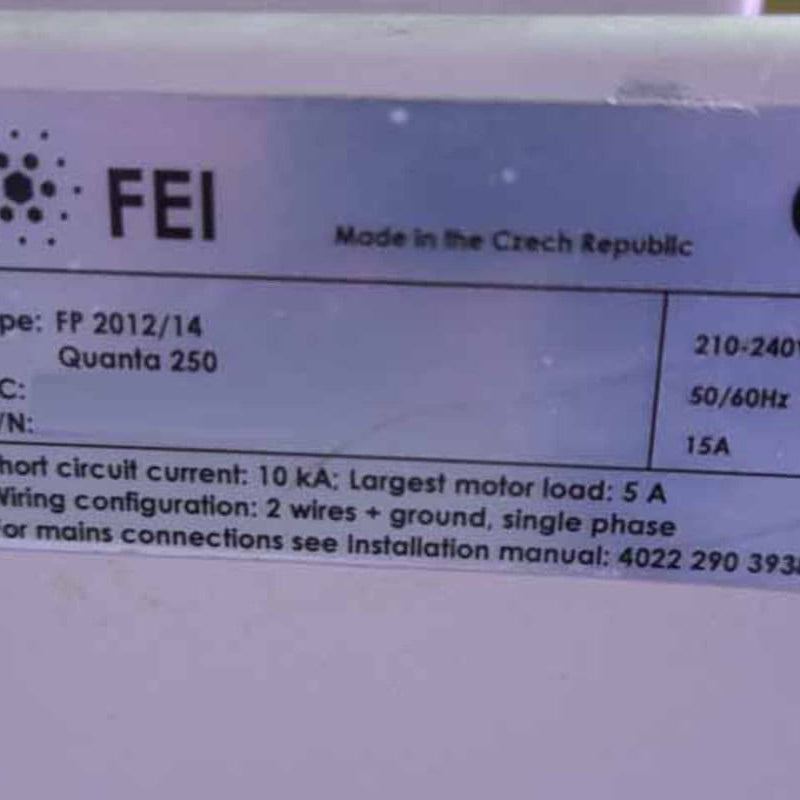 FEI
Made in the Czech Republic
pe: FP 2012/14
Quanta 250
C:
/N:
210-240V
50/60Hz
15A
hort circuit current: 10 kA; Largest motor load: 5 A
Wiring configuration: 2 wires + ground, single phase
or mains connections see Installation manual: 4022 290 393